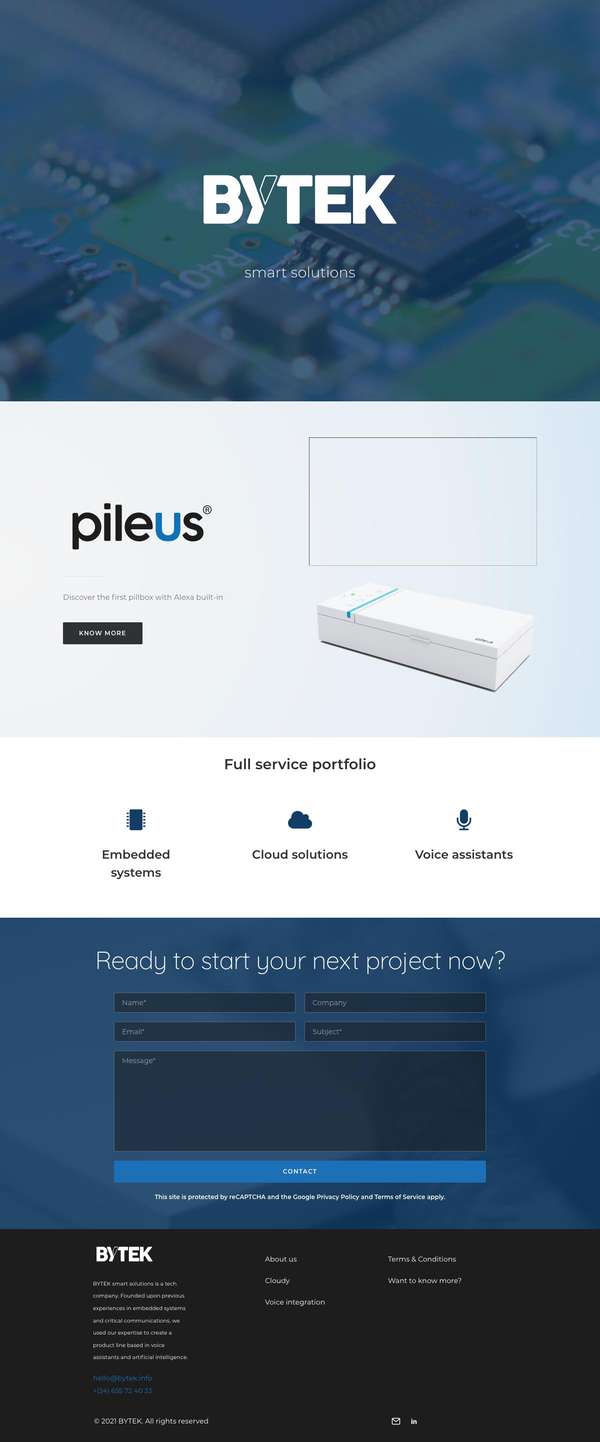 BYTEK
smart solutions
pileus®
Discover the first pillbox with Alexa built-in
KNOW MORE
pileus
Full service portfolio
Embedded
systems
Cloud solutions
Voice assistants
Ready to start your next project now?
Name*
Company
Email*
Subject*
Message*
CONTACT
This site is protected by reCAPTCHA and the Google Privacy Policy and Terms of Service apply.
BYTEK
BYTEK smart solutions is a tech
company. Founded upon previous
experiences in embedded systems
and critical communications, we
used our expertise to create a
product line based in voice
assistants and artificial intelligence.
hello@bytek.info
+(34) 655 72 40 33
About us
Cloudy
Voice integration
Terms & Conditions
Want to know more?
© 2021 BYTEK. All rights reserved
in